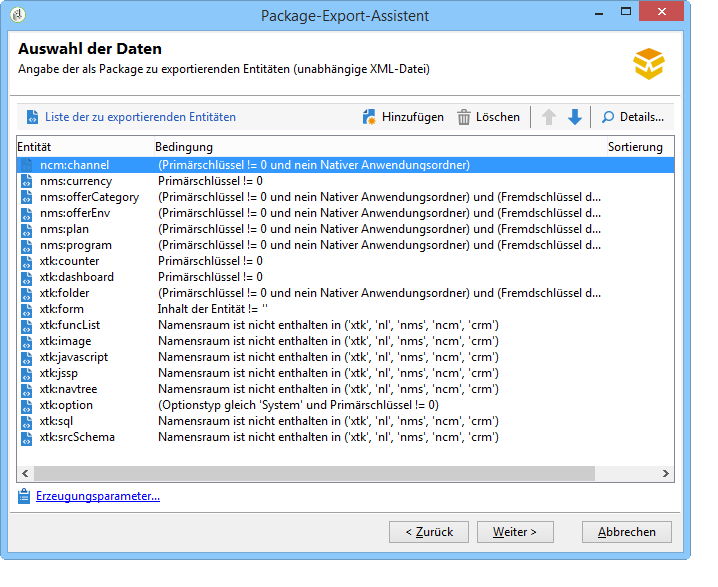 Package-Export-Assistent
Auswahl der Daten
Angabe der als Package zu exportierenden Entitäten (unabhängige XML-Datei)
Liste der zu exportierenden Entitäten Hinzufügen Löschen Details...
Entität Bedingung Sortierung
ncm:channel (Primärschlüssel != 0 und nein Nativer Anwendungsordner)
nms:currency Primärschlüssel != 0
nms:offerCategory (Primärschlüssel != 0 und nein Nativer Anwendungsordner) und (Fremdschlüssel d...
nms:offerEnv (Primärschlüssel != 0 und nein Nativer Anwendungsordner) und (Fremdschlüssel d...
nms:plan (Primärschlüssel != 0 und nein Nativer Anwendungsordner) und (Fremdschlüssel d...
nms:program (Primärschlüssel != 0 und nein Nativer Anwendungsordner) und (Fremdschlüssel d...
xtk:counter Primärschlüssel != 0
xtk:dashboard Primärschlüssel != 0
xtk:folder (Primärschlüssel != 0 und nein Nativer Anwendungsordner) und (Fremdschlüssel d...
xtk:form Inhalt der Entität != ''
xtk:funcList Namensraum ist nicht enthalten in ('xtk', 'nl', 'nms', 'ncm', 'crm')
xtk:image Namensraum ist nicht enthalten in ('xtk', 'nl', 'nms', 'ncm', 'crm')
xtk:javascript Namensraum ist nicht enthalten in ('xtk', 'nl', 'nms', 'ncm', 'crm')
xtk:jssp Namensraum ist nicht enthalten in ('xtk', 'nl', 'nms', 'ncm', 'crm')
xtk:navtree Namensraum ist nicht enthalten in ('xtk', 'nl', 'nms', 'ncm', 'crm')
xtk:option (Optionstyp gleich 'System' und Primärschlüssel != 0)
xtk:sql Namensraum ist nicht enthalten in ('xtk', 'nl', 'nms', 'ncm', 'crm')
xtk:srcSchema Namensraum ist nicht enthalten in ('xtk', 'nl', 'nms', 'ncm', 'crm')
Erzeugungsparameter...
< Zurück Weiter > Abbrechen